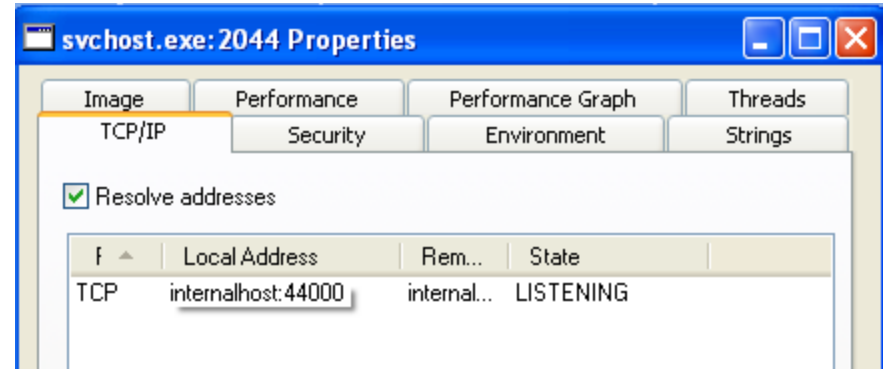 svchost.exe:2044 Properties
Image Performance Performance Graph Threads
TCP/IP Security Environment Strings
Resolve addresses
Local Address Rem... State
TCP internalhost:44000 internal... LISTENING